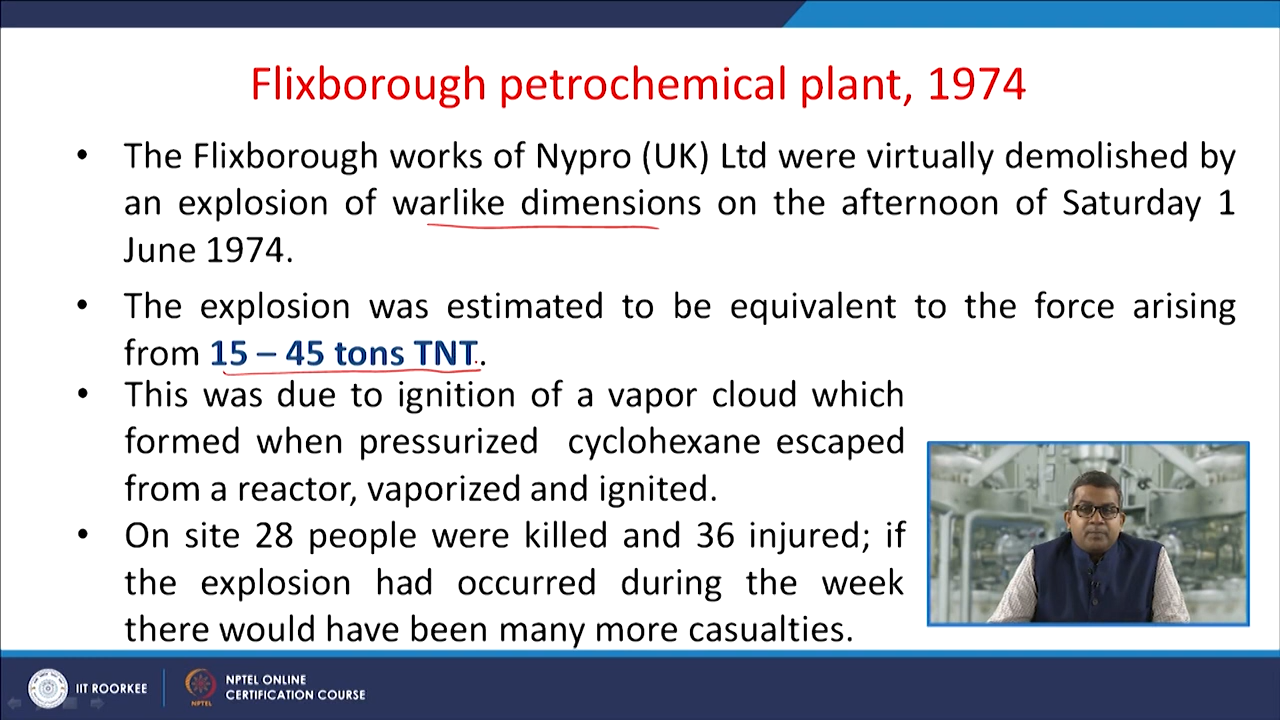 Flixborough petrochemical plant, 1974
• The Flixborough works of Nypro (UK) Ltd were virtually demolished by
an explosion of warlike dimensions on the afternoon of Saturday 1
June 1974.
• The explosion was estimated to be equivalent to the force arising
from 15 – 45 tons TNT.
• This was due to ignition of a vapor cloud which
formed when pressurized cyclohexane escaped
from a reactor, vaporized and ignited.
• On site 28 people were killed and 36 injured; if
the explosion had occurred during the week
there would have been many more casualties.
IIT ROORKEE
NPTEL
NPTEL ONLINE
CERTIFICATION COURSE